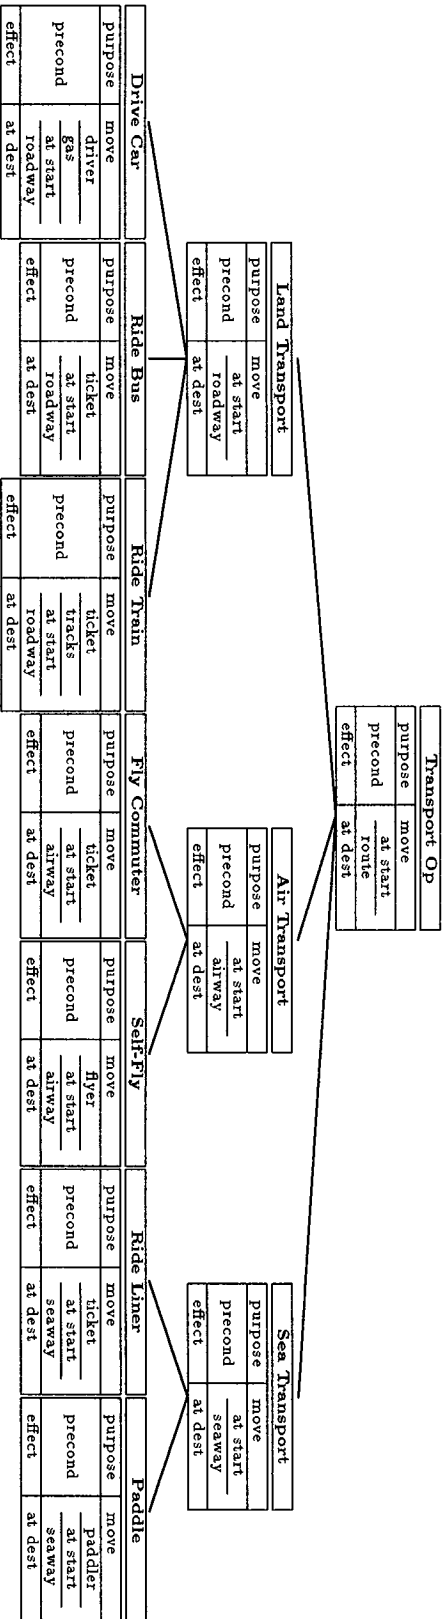 Transport Op
purpose move
precond at start
route
effect at dest
Land Transport
purpose move
precond at start
roadway
effect at dest
Air Transport
purpose move
precond at start
airway
effect at dest
Sea Transport
purpose move
precond at start
seaway
effect at dest
Drive Car
purpose move
precond driver
gas
at start
roadway
effect at dest
Ride Bus
purpose move
precond ticket
at start
roadway
effect at dest
Ride Train
purpose move
precond ticket
tracks
at start
roadway
effect at dest
Fly Commuter
purpose move
precond ticket
at start
airway
effect at dest
Self-Fly
purpose move
precond flyer
at start
airway
effect at dest
Ride Liner
purpose move
precond ticket
at start
seaway
effect at dest
Paddle
purpose move
precond paddler
at start
seaway
effect at dest